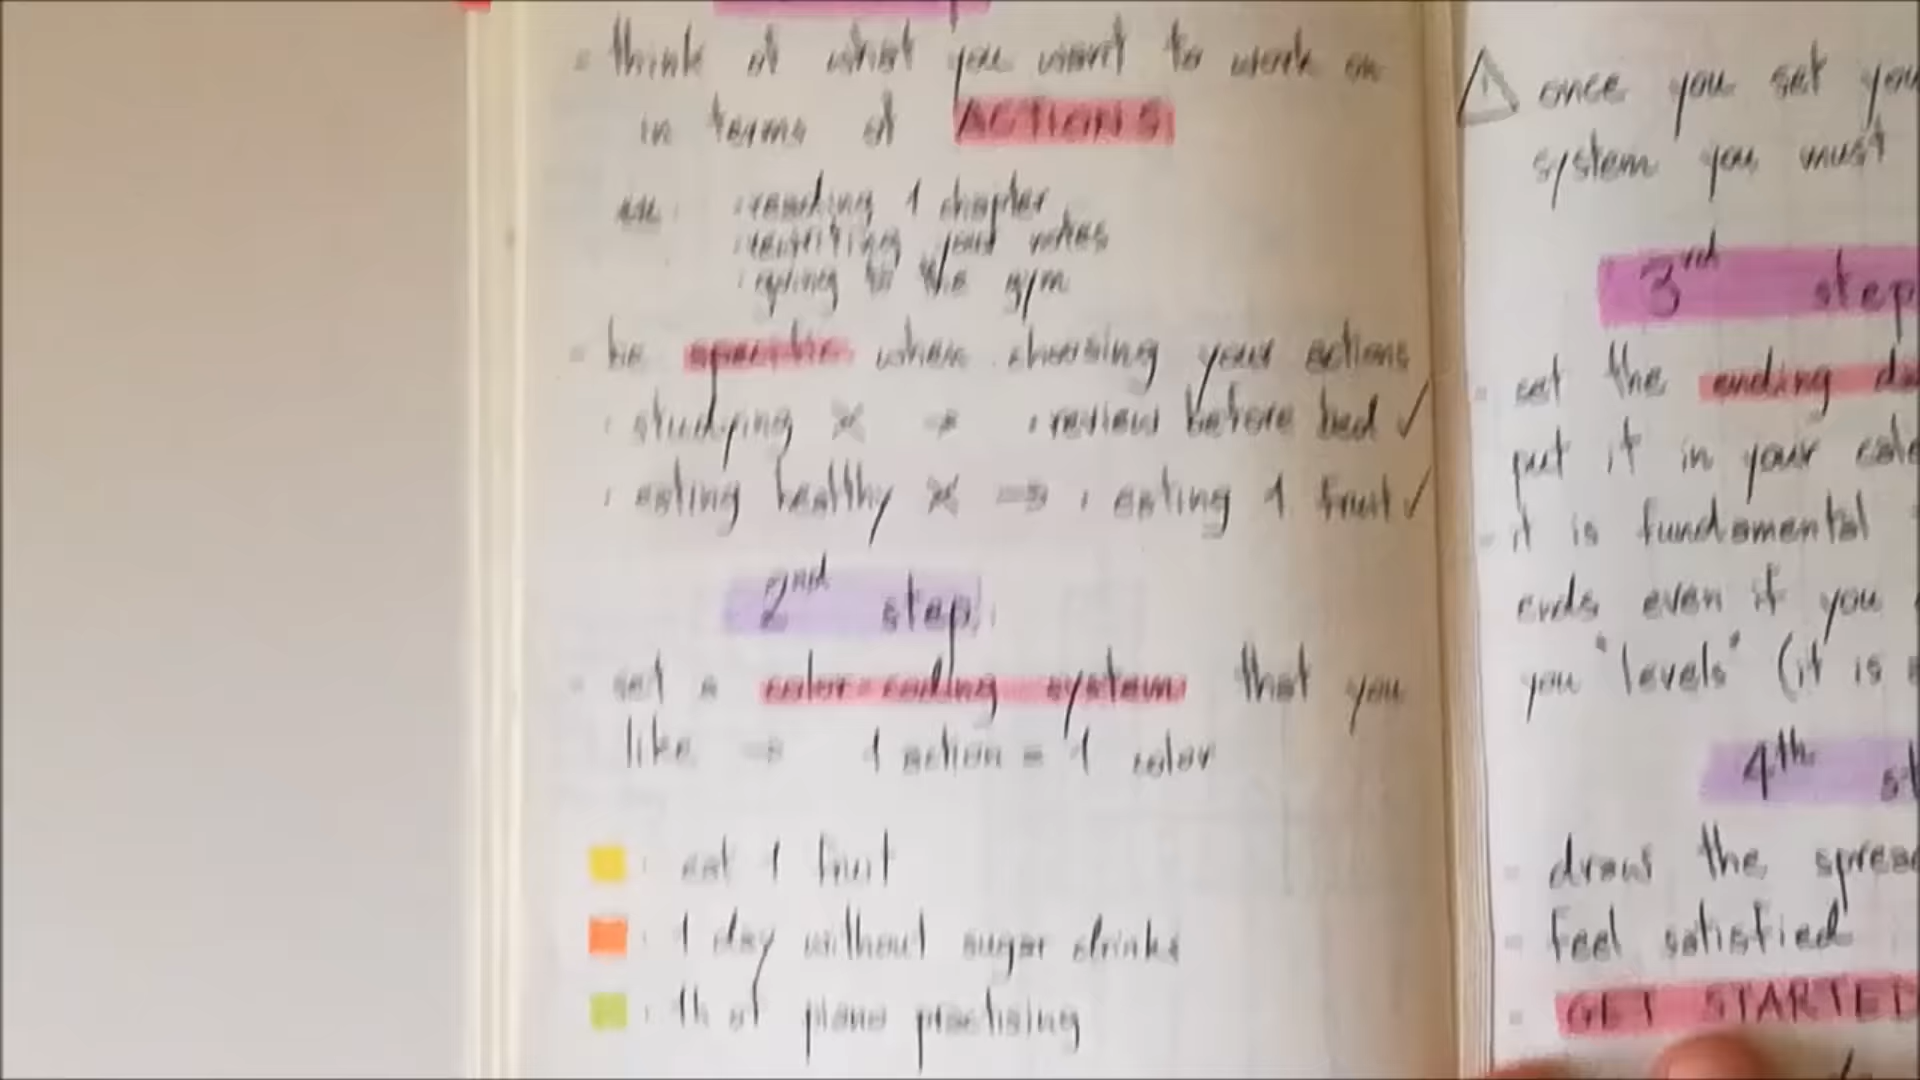 - think of what you want to work on
in terms of ACTIONS
ex: : reading 1 chapter
: rewriting your notes
: going to the gym
- be specific when choosing your actions
: studying × → : review before bed ✓
: eating healthy × ⇒ : eating 1 fruit ✓
2nd step
- set a color-coding system that you
like → 1 action = 1 color
: eat 1 fruit
: 1 day without sugar drinks
: 1h of piano practising
once you set you
system you must
3rd step
- set the ending da
put it in your cale
- it is fundamental
ends even if you
you "levels" (it is
4th st
- draw the sprea
- feel satisfied
- GET STARTED